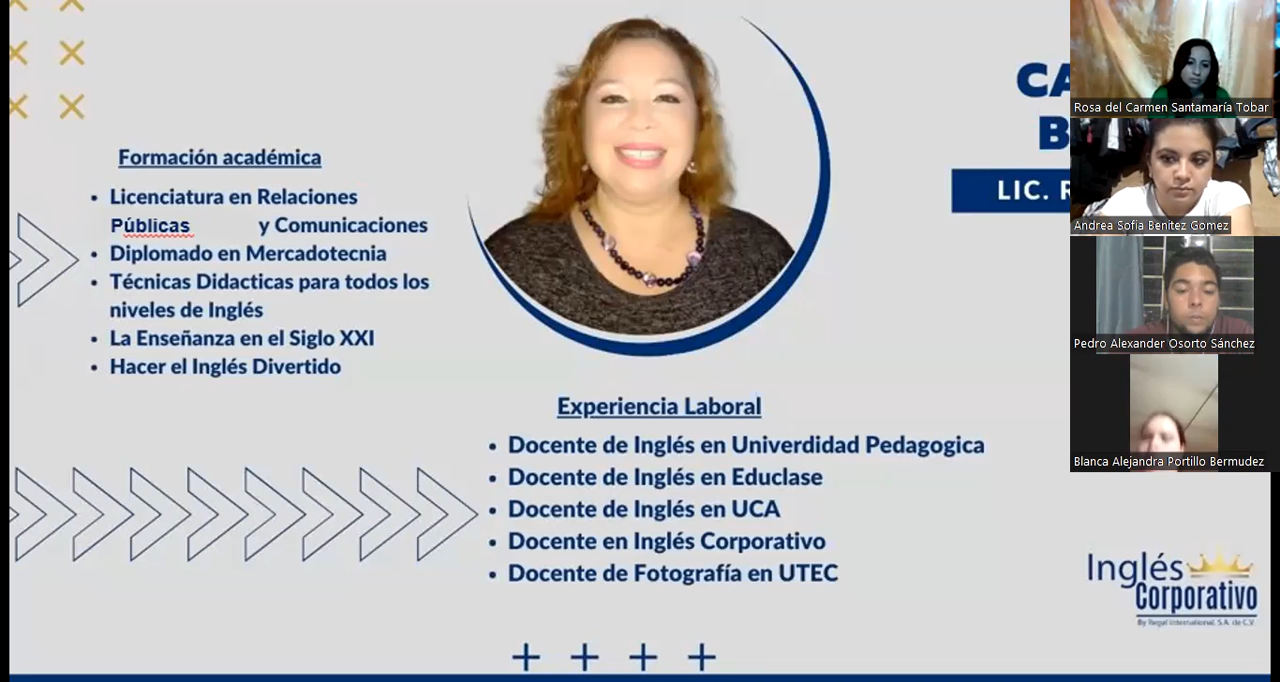 Formación académica
Licenciatura en Relaciones
Públicas y Comunicaciones
Diplomado en Mercadotecnia
Técnicas Didacticas para todos los
niveles de Inglés
La Enseñanza en el Siglo XXI
Hacer el Inglés Divertido
CA
B
LIC. R
Experiencia Laboral
Docente de Inglés en Univerdidad Pedagogica
Docente de Inglés en Educlase
Docente de Inglés en UCA
Docente en Inglés Corporativo
Docente de Fotografía en UTEC
Rosa del Carmen Santamaría Tobar
Andrea Sofia Benitez Gomez
Pedro Alexander Osorto Sánchez
Blanca Alejandra Portillo Bermudez
Inglés
Corporativo
By Regal International, S.A. de C.V